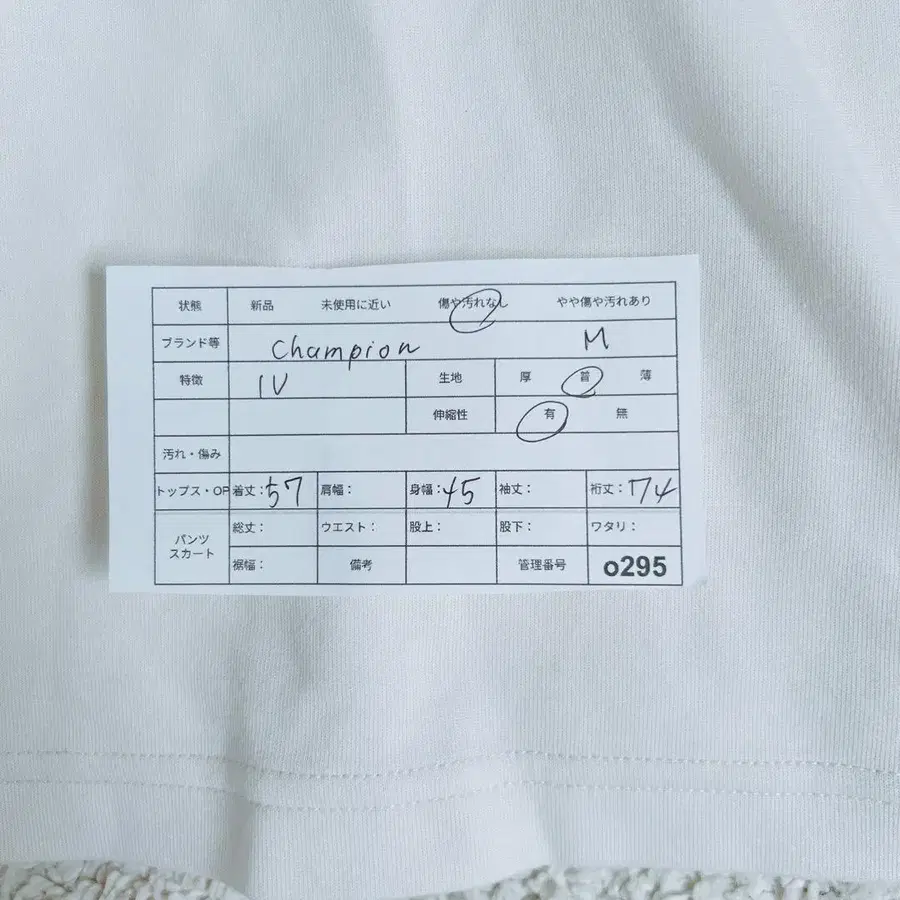 状態 新品 未使用に近い 傷や汚れなし やや傷や汚れあり
ブランド等 Champion M
特徴 IV 生地 厚 普 薄
伸縮性 有 無
汚れ・傷み
トップス・OP 着丈：57 肩幅： 身幅：45 袖丈： 裄丈：74
パンツ スカート 総丈： ウエスト： 股上： 股下： ワタリ：
裾幅： 備考 管理番号 o295